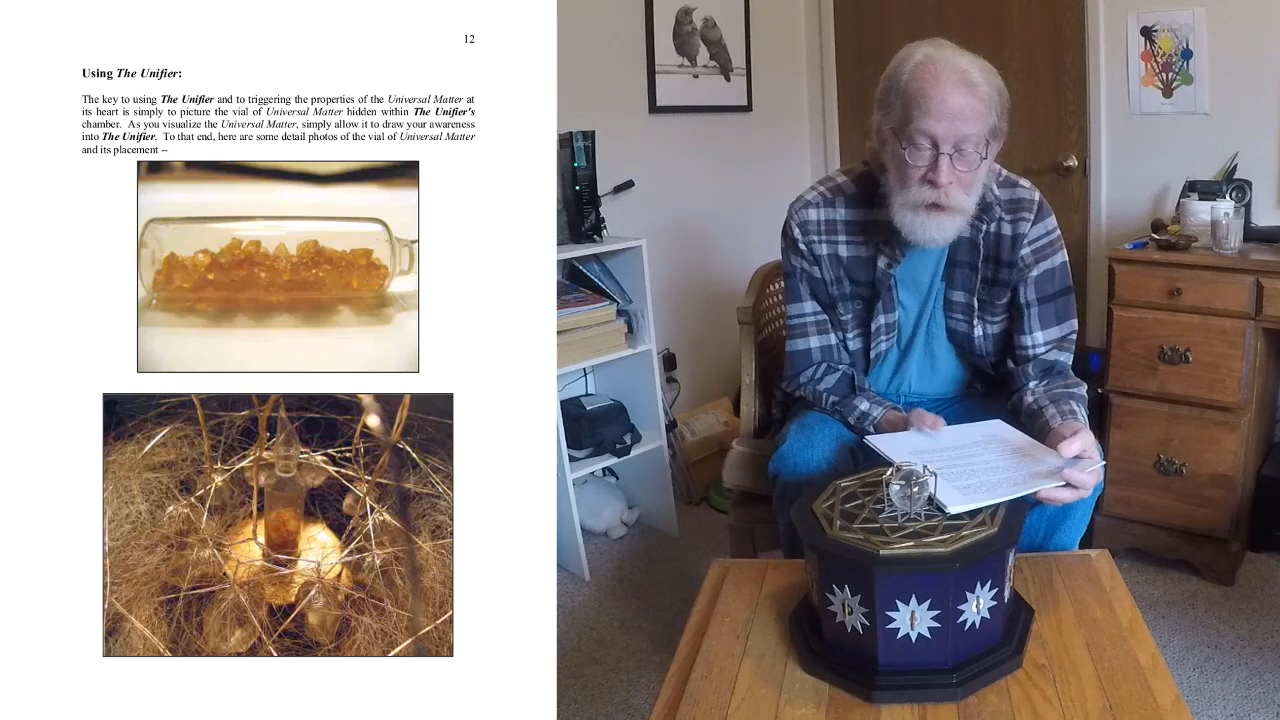 12
Using The Unifier:
The key to using The Unifier and to triggering the properties of the Universal Matter at
its heart is simply to picture the vial of Universal Matter hidden within The Unifier's
chamber. As you visualize the Universal Matter, simply allow it to draw your awareness
into The Unifier. To that end, here are some detail photos of the vial of Universal Matter
and its placement --